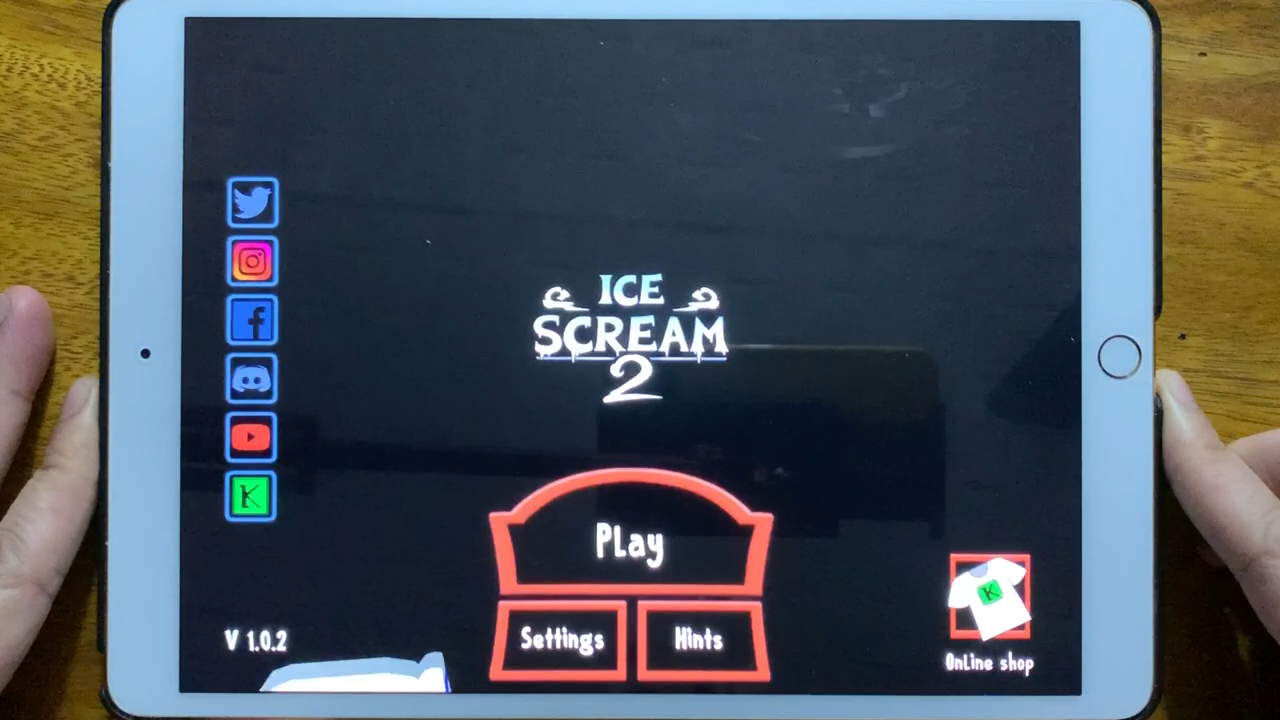 ICE
SCREAM
2
Play
Settings
Hints
V 1.0.2
K
OnLine shop